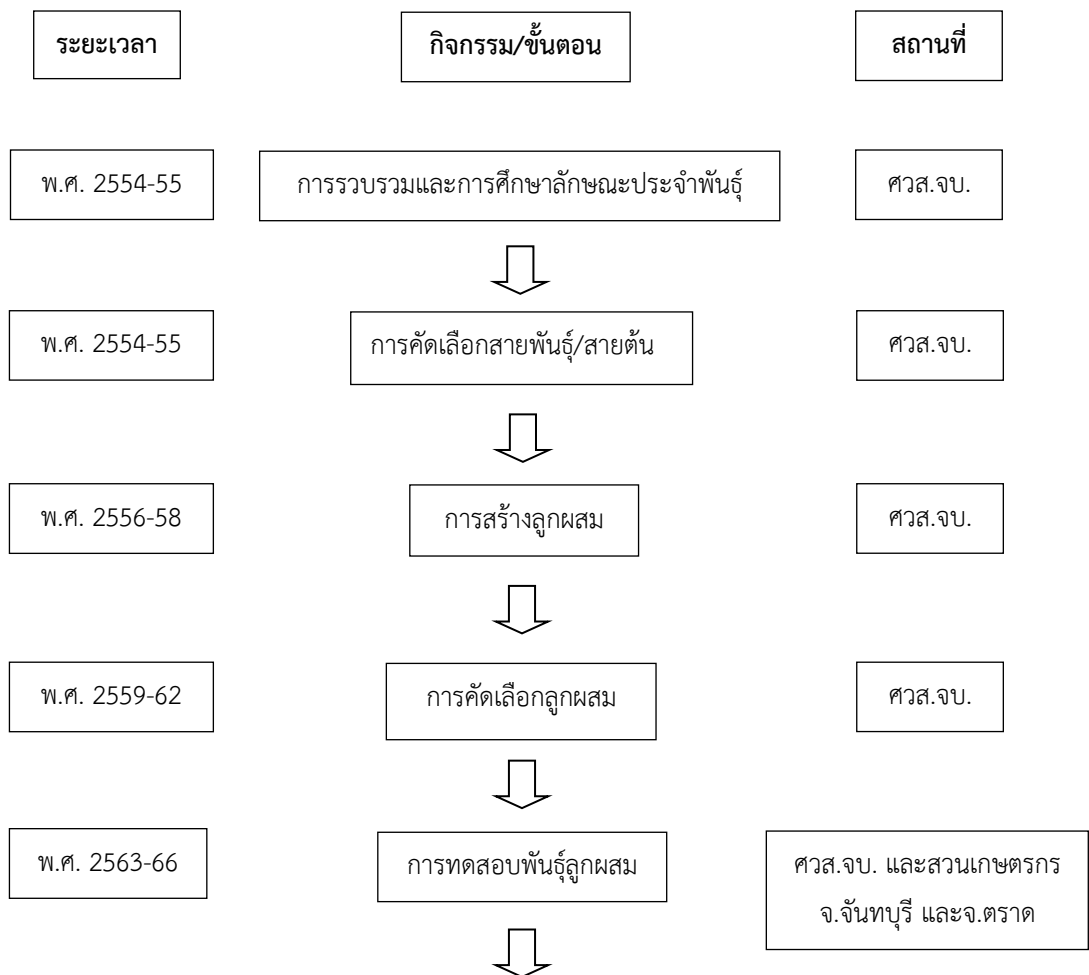 ระยะเวลา
กิจกรรม/ขั้นตอน
สถานที่
พ.ศ. 2554-55
การรวบรวมและการศึกษาลักษณะประจำพันธุ์
ศวส.จบ.
พ.ศ. 2554-55
การคัดเลือกสายพันธุ์/สายต้น
ศวส.จบ.
พ.ศ. 2556-58
การสร้างลูกผสม
ศวส.จบ.
พ.ศ. 2559-62
การคัดเลือกลูกผสม
ศวส.จบ.
พ.ศ. 2563-66
การทดสอบพันธุ์ลูกผสม
ศวส.จบ. และสวนเกษตรกร
จ.จันทบุรี และจ.ตราด